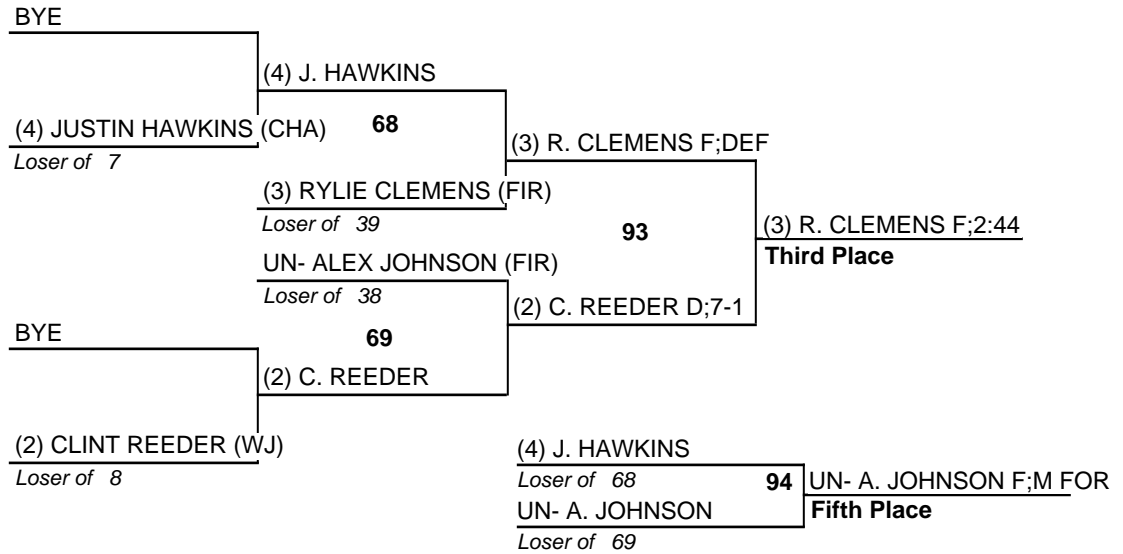 BYE
(4) J. HAWKINS
(4) JUSTIN HAWKINS (CHA)
68
Loser of 7
(3) R. CLEMENS F;DEF
(3) RYLIE CLEMENS (FIR)
Loser of 39
93
(3) R. CLEMENS F;2:44
Third Place
UN- ALEX JOHNSON (FIR)
Loser of 38
(2) C. REEDER D;7-1
BYE
69
(2) C. REEDER
(2) CLINT REEDER (WJ)
Loser of 8
(4) J. HAWKINS
Loser of 68
94
UN- A. JOHNSON F;M FOR
UN- A. JOHNSON
Fifth Place
Loser of 69